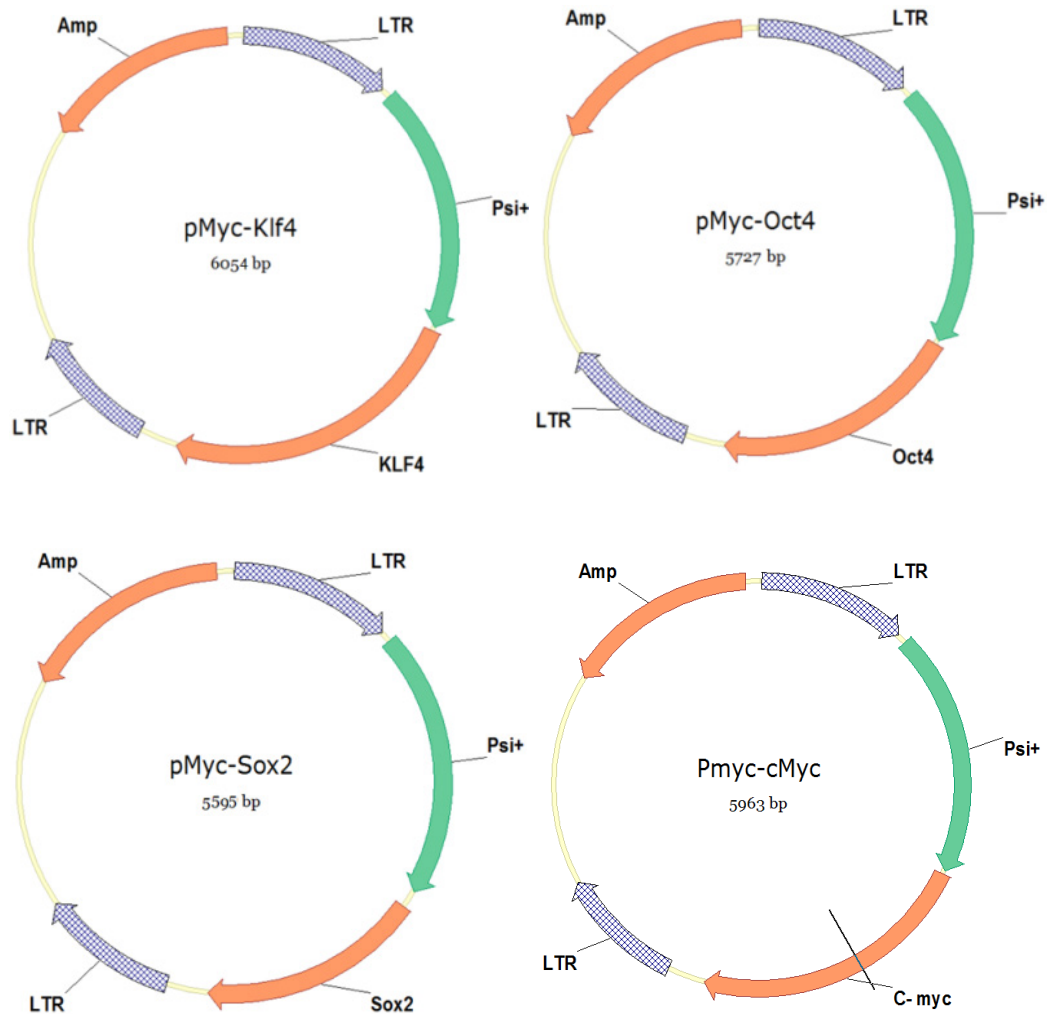 Amp
LTR
Psi+
pMyc-Klf4
6054 bp
LTR
KLF4
Amp
LTR
Psi+
pMyc-Oct4
5727 bp
LTR
Oct4
Amp
LTR
Psi+
pMyc-Sox2
5595 bp
LTR
Sox2
Amp
LTR
Psi+
Pmyc-cMyc
5963 bp
LTR
C- myc